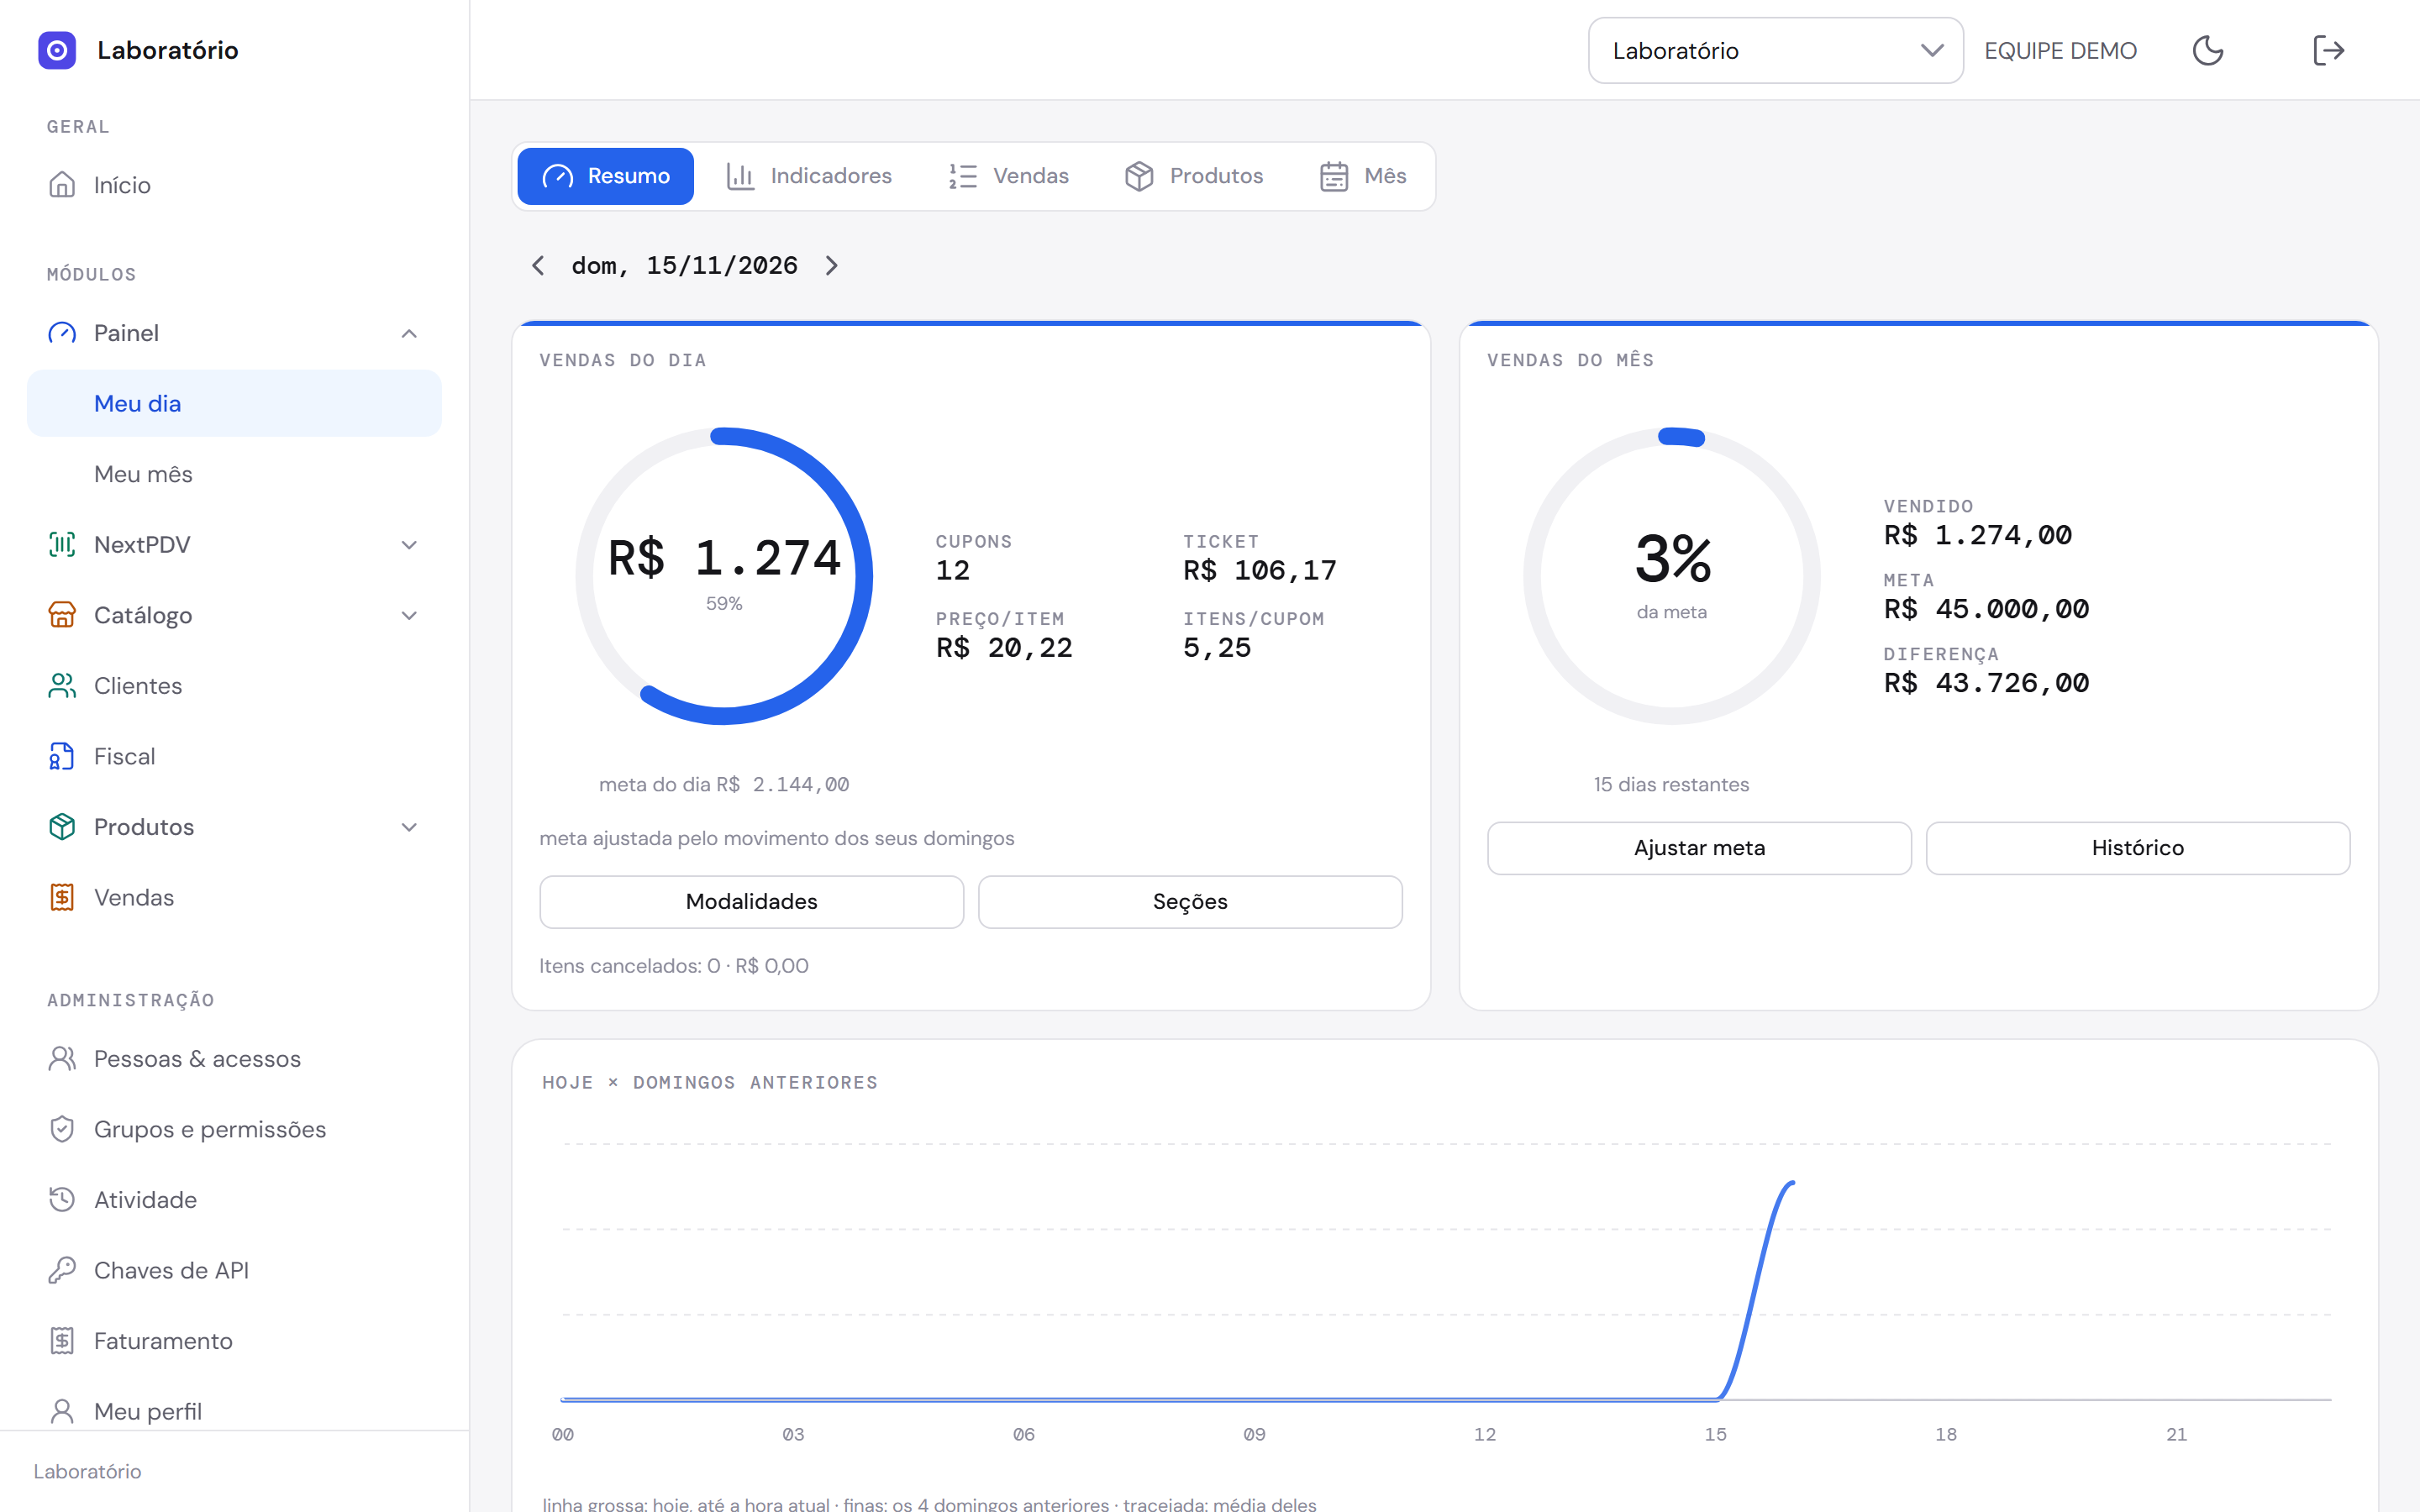 Laboratório
GERAL
Início
MÓDULOS
Painel
Meu dia
Meu mês
NextPDV
Catálogo
Clientes
Fiscal
Produtos
Vendas
ADMINISTRAÇÃO
Pessoas & acessos
Grupos e permissões
Atividade
Chaves de API
Faturamento
Meu perfil
Laboratório
Laboratório
EQUIPE DEMO
Resumo
Indicadores
Vendas
Produtos
Mês
dom, 15/11/2026
VENDAS DO DIA
R$ 1.274
59%
CUPONS
12
TICKET
R$ 106,17
PREÇO/ITEM
R$ 20,22
ITENS/CUPOM
5,25
meta do dia R$ 2.144,00
meta ajustada pelo movimento dos seus domingos
Modalidades
Seções
Itens cancelados: 0 · R$ 0,00
VENDAS DO MÊS
3%
da meta
VENDIDO
R$ 1.274,00
META
R$ 45.000,00
DIFERENÇA
R$ 43.726,00
15 dias restantes
Ajustar meta
Histórico
HOJE × DOMINGOS ANTERIORES
00 03 06 09 12 15 18 21
linha grossa: hoje, até a hora atual · finas: os 4 domingos anteriores · tracejada: média deles